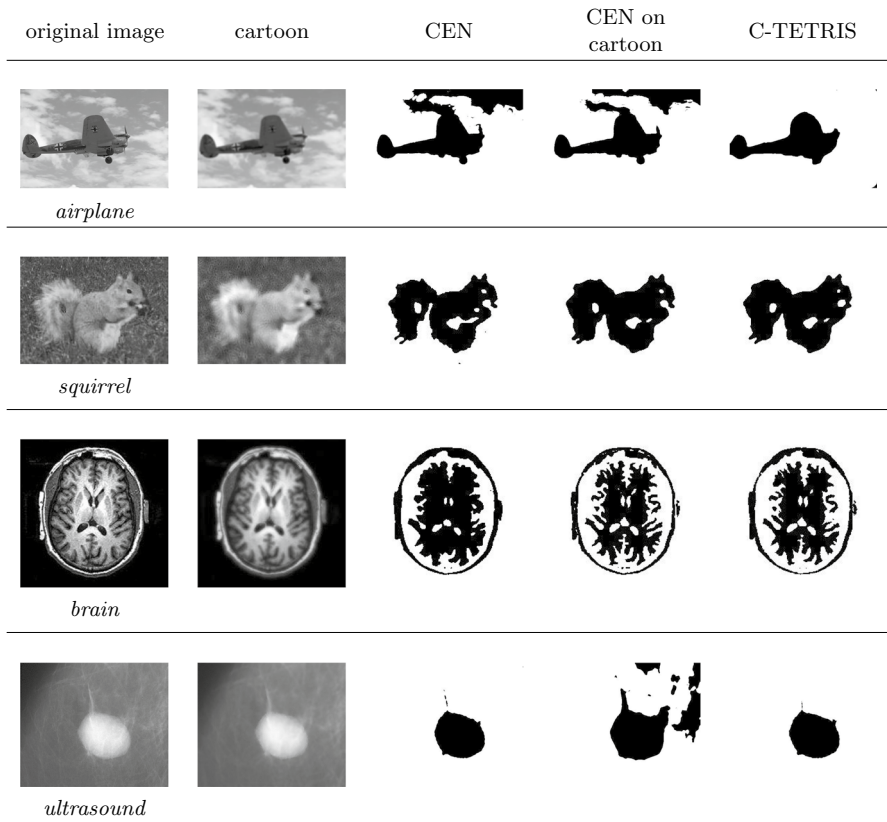 original image
cartoon
CEN
CEN on
cartoon
C-TETRIS
airplane
squirrel
brain
ultrasound